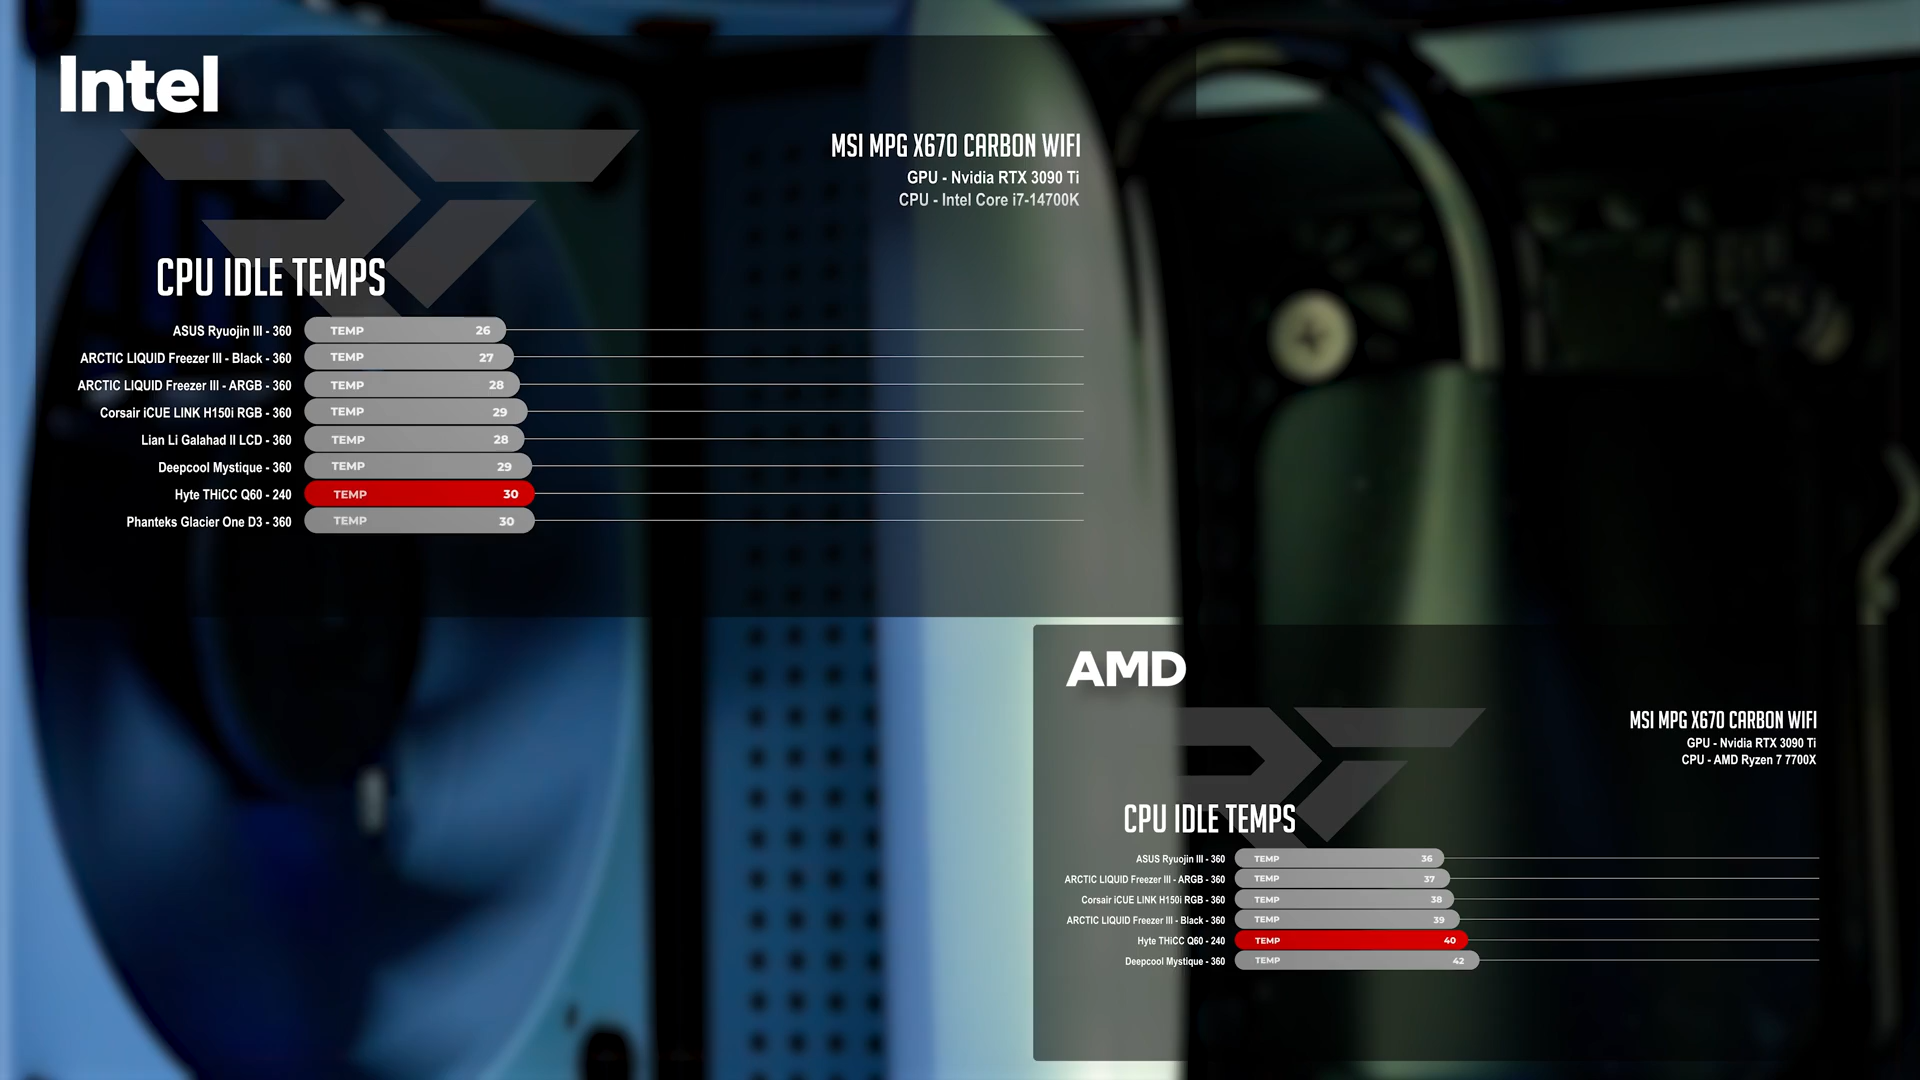 Intel
MSI MPG X670 CARBON WIFI
GPU - Nvidia RTX 3090 Ti
CPU - Intel Core i7-14700K
CPU IDLE TEMPS
ASUS Ryuojin III - 360 TEMP 26
ARCTIC LIQUID Freezer III - Black - 360 TEMP 27
ARCTIC LIQUID Freezer III - ARGB - 360 TEMP 28
Corsair iCUE LINK H150i RGB - 360 TEMP 29
Lian Li Galahad II LCD - 360 TEMP 28
Deepcool Mystique - 360 TEMP 29
Hyte THiCC Q60 - 240 TEMP 30
Phanteks Glacier One D3 - 360 TEMP 30
AMD
MSI MPG X670 CARBON WIFI
GPU - Nvidia RTX 3090 Ti
CPU - AMD Ryzen 7 7700X
CPU IDLE TEMPS
ASUS Ryuojin III - 360 TEMP 36
ARCTIC LIQUID Freezer III - ARGB - 360 TEMP 37
Corsair iCUE LINK H150i RGB - 360 TEMP 38
ARCTIC LIQUID Freezer III - Black - 360 TEMP 39
Hyte THiCC Q60 - 240 TEMP 40
Deepcool Mystique - 360 TEMP 42